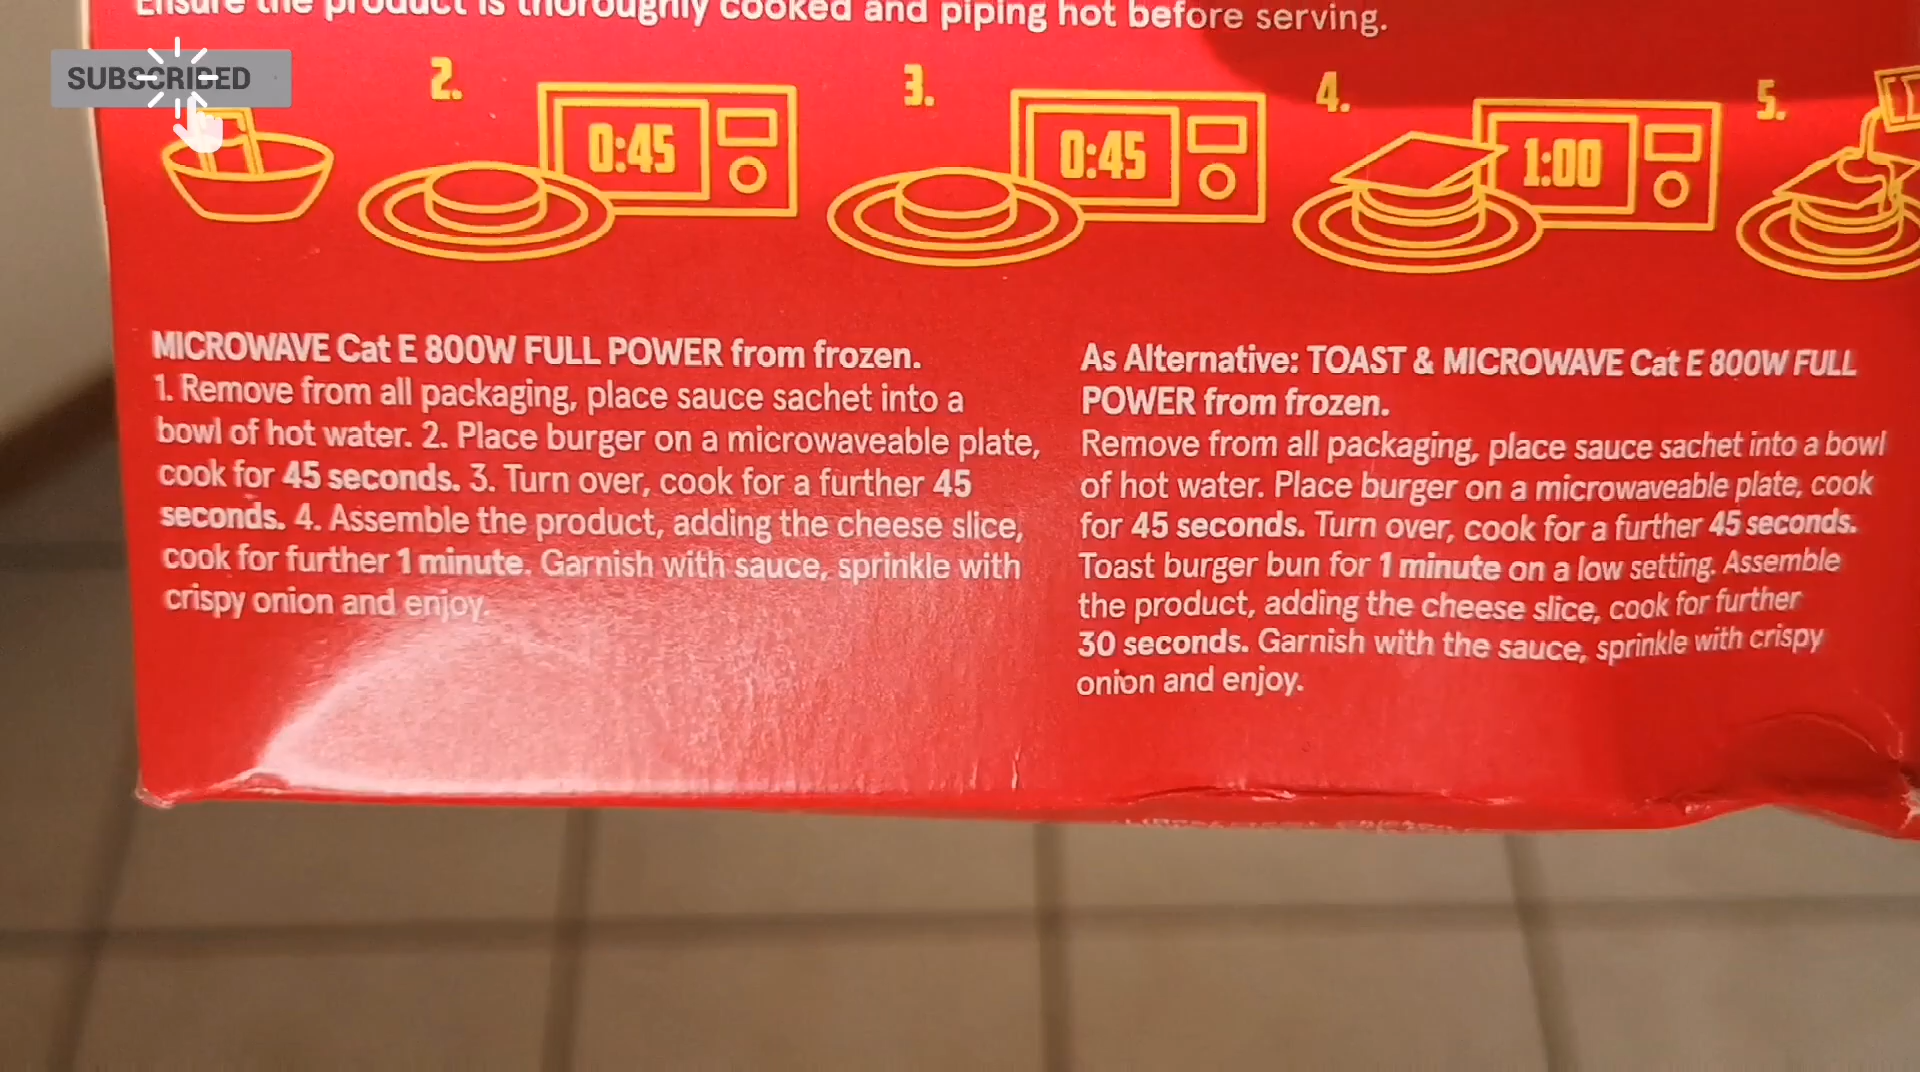 Ensure the product is thoroughly cooked and piping hot before serving.
SUBSCRIBED
2.
3.
4.
5.
0:45
0:45
1:00
MICROWAVE Cat E 800W FULL POWER from frozen.
1. Remove from all packaging, place sauce sachet into a
bowl of hot water. 2. Place burger on a microwaveable plate,
cook for 45 seconds. 3. Turn over, cook for a further 45
seconds. 4. Assemble the product, adding the cheese slice,
cook for further 1 minute. Garnish with sauce, sprinkle with
crispy onion and enjoy.
As Alternative: TOAST & MICROWAVE Cat E 800W FULL
POWER from frozen.
Remove from all packaging, place sauce sachet into a bowl
of hot water. Place burger on a microwaveable plate, cook
for 45 seconds. Turn over, cook for a further 45 seconds.
Toast burger bun for 1 minute on a low setting. Assemble
the product, adding the cheese slice, cook for further
30 seconds. Garnish with the sauce, sprinkle with crispy
onion and enjoy.